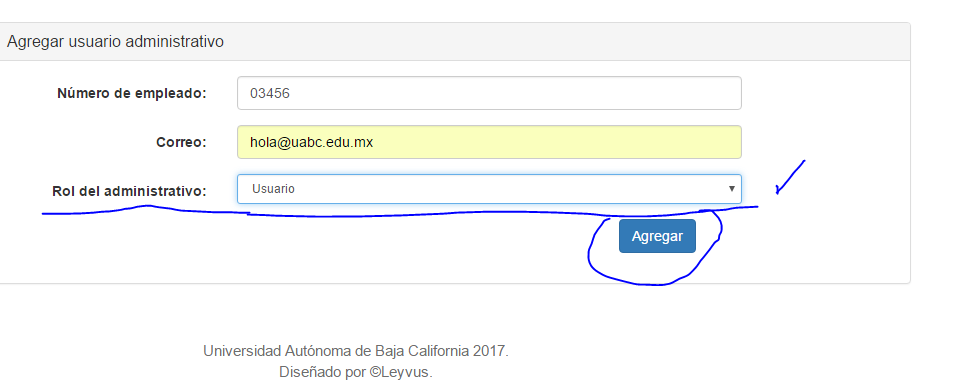 Agregar usuario administrativo
Número de empleado: 03456
Correo: hola@uabc.edu.mx
Rol del administrativo: Usuario
Agregar
Universidad Autónoma de Baja California 2017.
Diseñado por ©Leyvus.